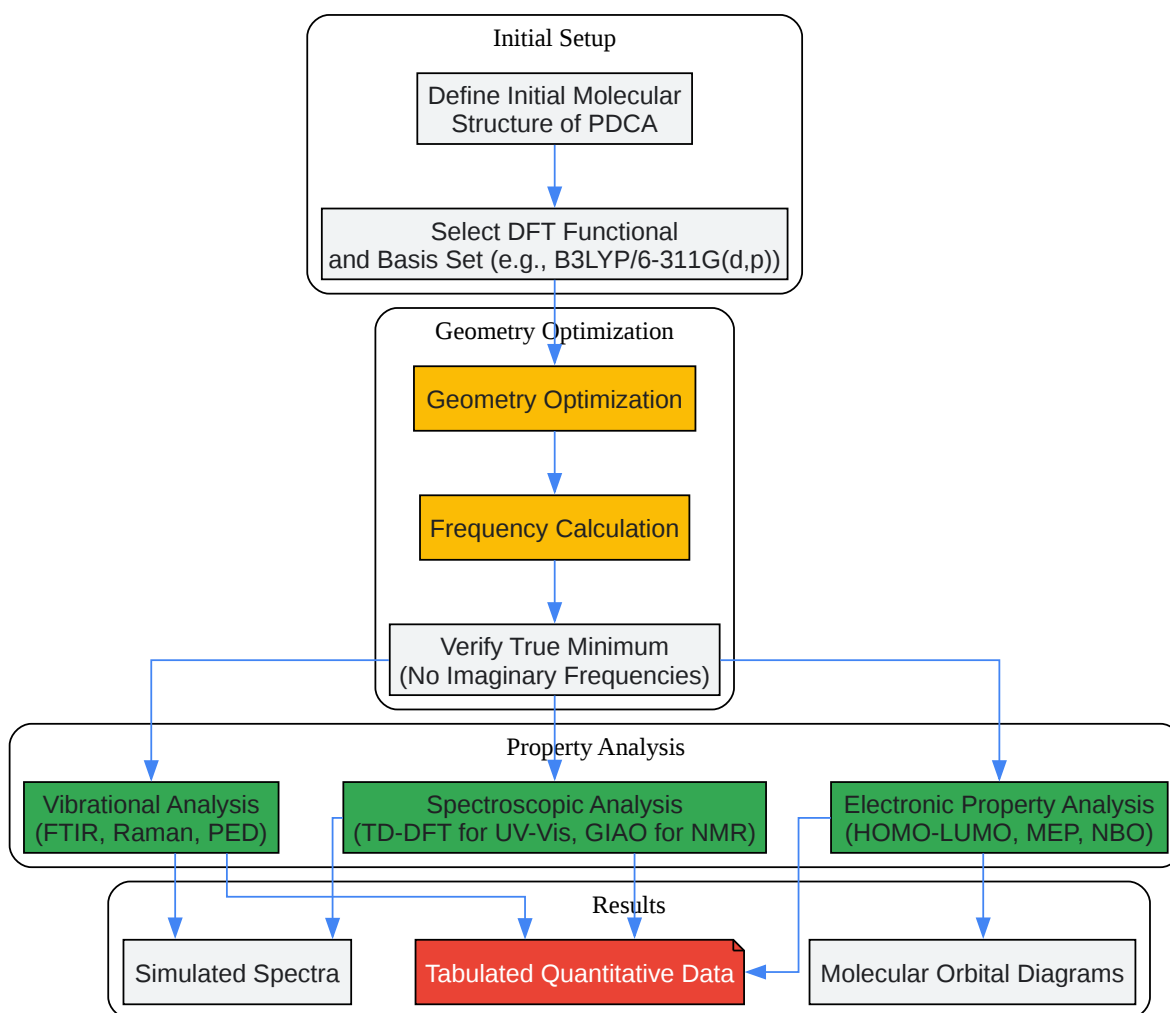 Initial Setup
Define Initial Molecular
Structure of PDCA
Select DFT Functional
and Basis Set (e.g., B3LYP/6-311G(d,p))
Geometry Optimization
Geometry Optimization
Frequency Calculation
Verify True Minimum
(No Imaginary Frequencies)
Property Analysis
Vibrational Analysis
(FTIR, Raman, PED)
Spectroscopic Analysis
(TD-DFT for UV-Vis, GIAO for NMR)
Electronic Property Analysis
(HOMO-LUMO, MEP, NBO)
Results
Simulated Spectra
Tabulated Quantitative Data
Molecular Orbital Diagrams